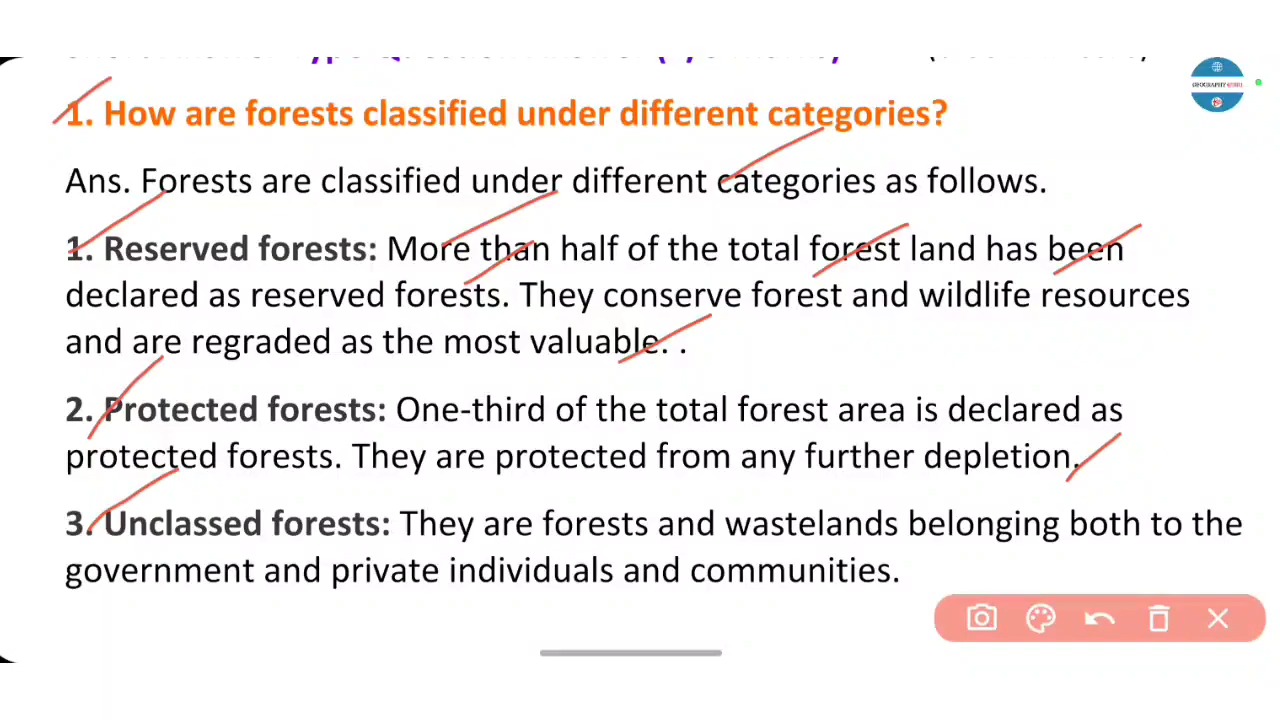 1. How are forests classified under different categories?
GEOGRAPHY
Ans. Forests are classified under different categories as follows.
1. Reserved forests: More than half of the total forest land has been
declared as reserved forests. They conserve forest and wildlife resources
and are regraded as the most valuable. .
2. Protected forests: One-third of the total forest area is declared as
protected forests. They are protected from any further depletion.
3. Unclassed forests: They are forests and wastelands belonging both to the
government and private individuals and communities.